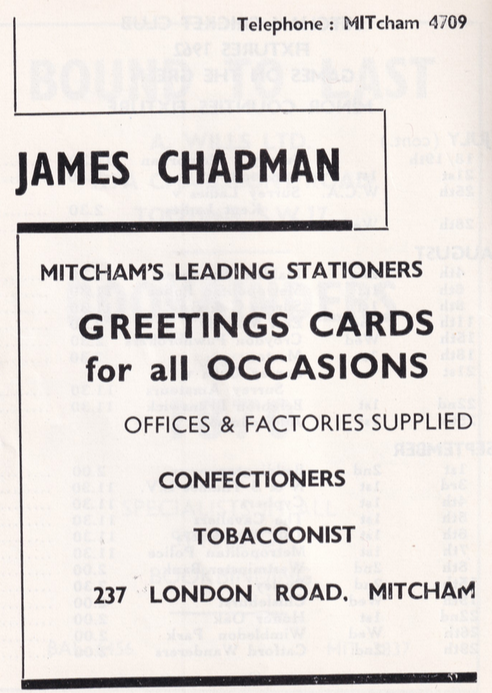 Telephone : MITcham 4709
JAMES CHAPMAN
MITCHAM'S LEADING STATIONERS
GREETINGS CARDS
for all OCCASIONS
OFFICES & FACTORIES SUPPLIED
CONFECTIONERS
TOBACCONIST
237 LONDON ROAD, MITCHAM